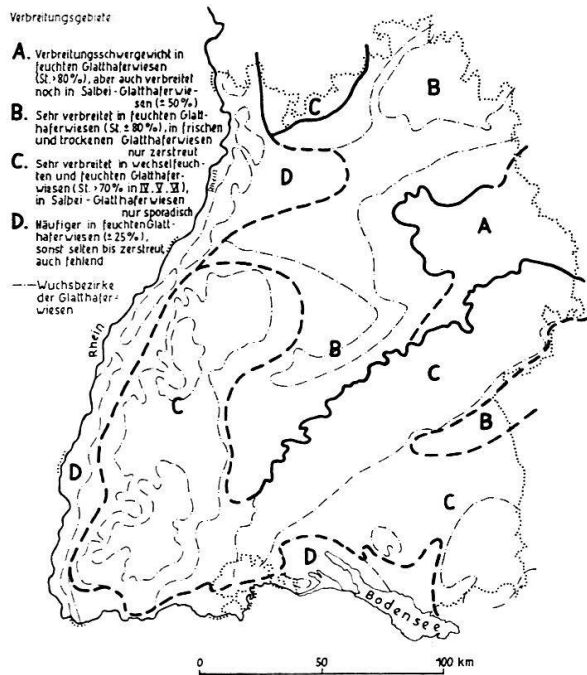 Verbreitungsgebiete
A. Verbreitungsschwergewicht in
feuchten Glatthaferwiesen
(St. >80%), aber auch verbreitet
noch in Salbei-Glatthaferwie-
sen (±50%)
B. Sehr verbreitet in feuchten Glatt-
haferwiesen (St. ±80%), in frischen
und trockenen Glatthaferwiesen
nur zerstreut
C. Sehr verbreitet in wechselfeuch-
ten und feuchten Glatthafer-
wiesen (St. >70% in IV. V. VI),
in Salbei-Glatthaferwiesen
nur sporadisch
D. Häufiger in feuchten Glatt-
haferwiesen (±25%),
sonst selten bis zerstreut,
auch fehlend
Wuchsbezirke
der Glatthafer-
wiesen
C
B
D
Rhein
A
Rhein
B
C
C
B
D
C
D
Bodensee
0 50 100 km